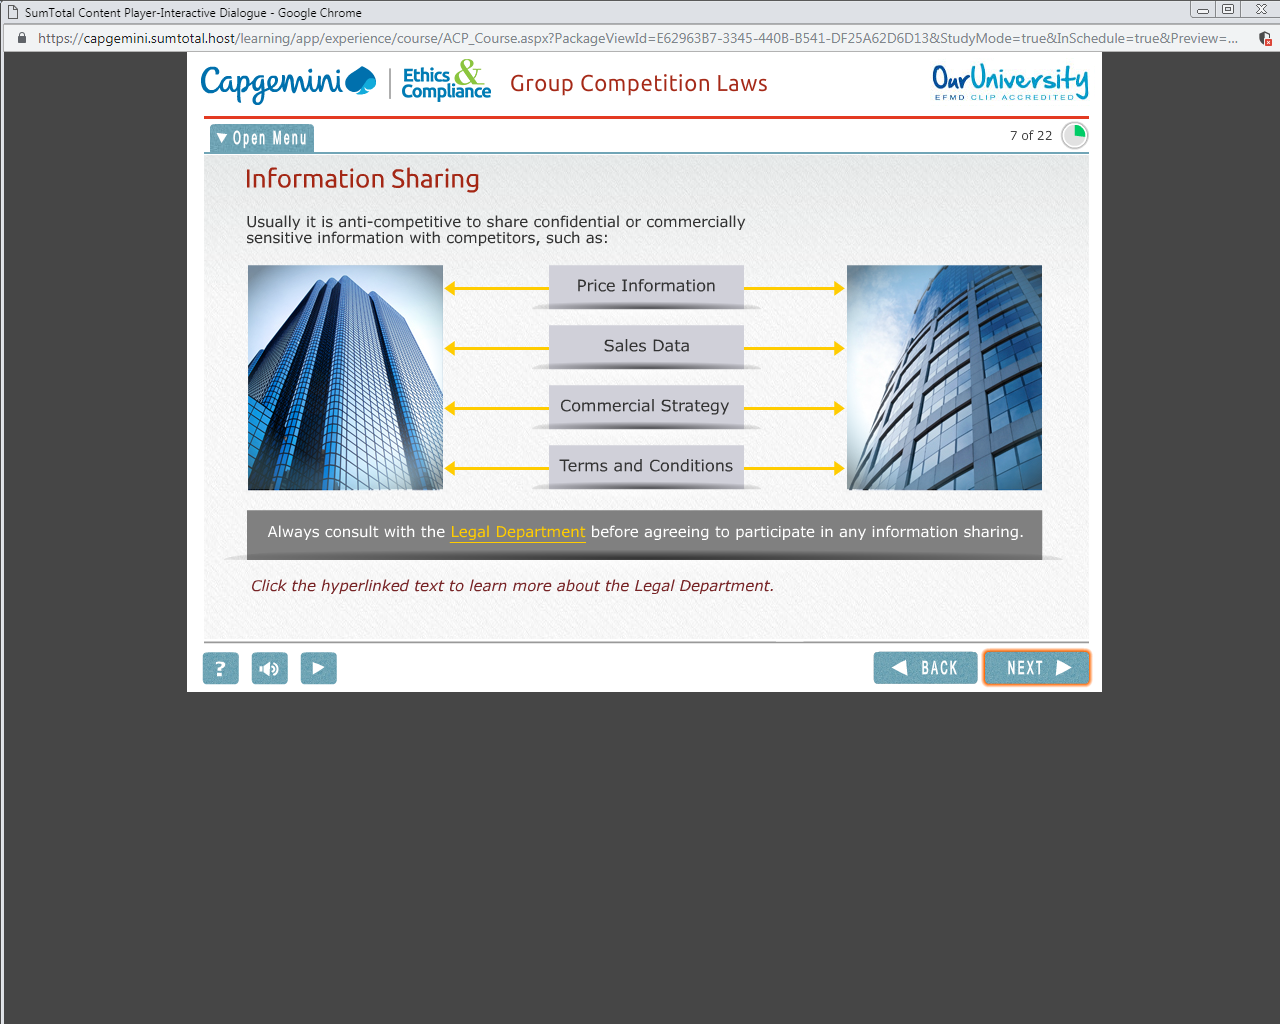 SumTotal Content Player-Interactive Dialogue - Google Chrome
https://capgemini.sumtotal.host/learning/app/experience/course/ACP_Course.aspx?PackageViewId=E62963B7-3345-440B-B541-DF25A62D6D13&StudyMode=true&InSchedule=true&Preview=...
Capgemini
Ethics & Compliance
Group Competition Laws
OurUniversity
EFMD CLIP ACCREDITED
Open Menu
7 of 22
Information Sharing
Usually it is anti-competitive to share confidential or commercially
sensitive information with competitors, such as:
Price Information
Sales Data
Commercial Strategy
Terms and Conditions
Always consult with the Legal Department before agreeing to participate in any information sharing.
Click the hyperlinked text to learn more about the Legal Department.
?
BACK
NEXT